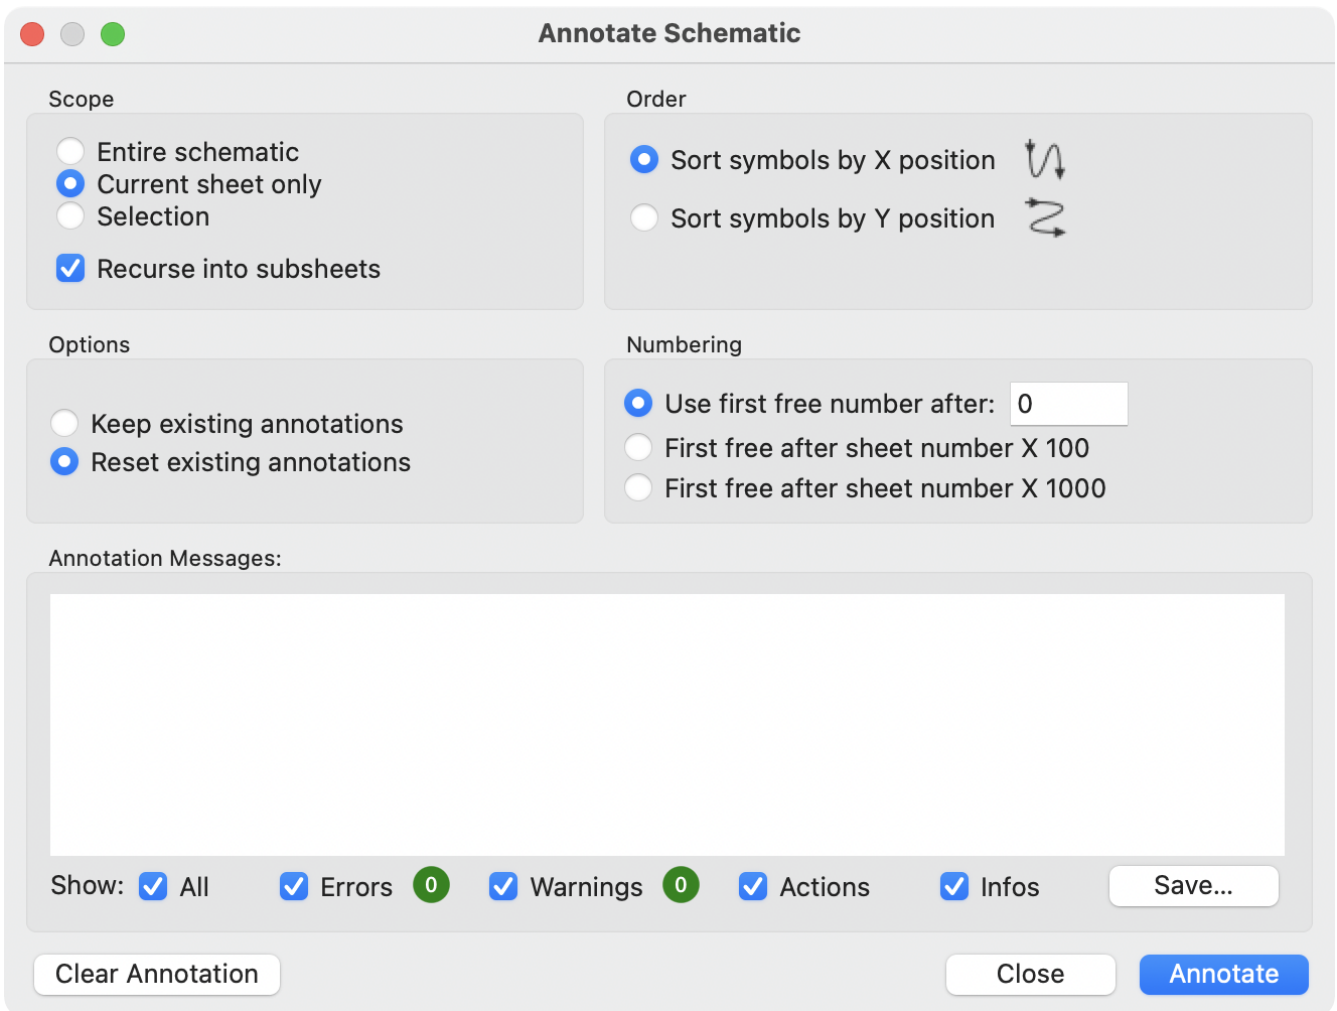 Annotate Schematic
Scope
Entire schematic
Current sheet only
Selection
Recurse into subsheets
Order
Sort symbols by X position
Sort symbols by Y position
Options
Keep existing annotations
Reset existing annotations
Numbering
Use first free number after: 0
First free after sheet number X 100
First free after sheet number X 1000
Annotation Messages:
Show: All Errors 0 Warnings 0 Actions Infos Save...
Clear Annotation Close Annotate